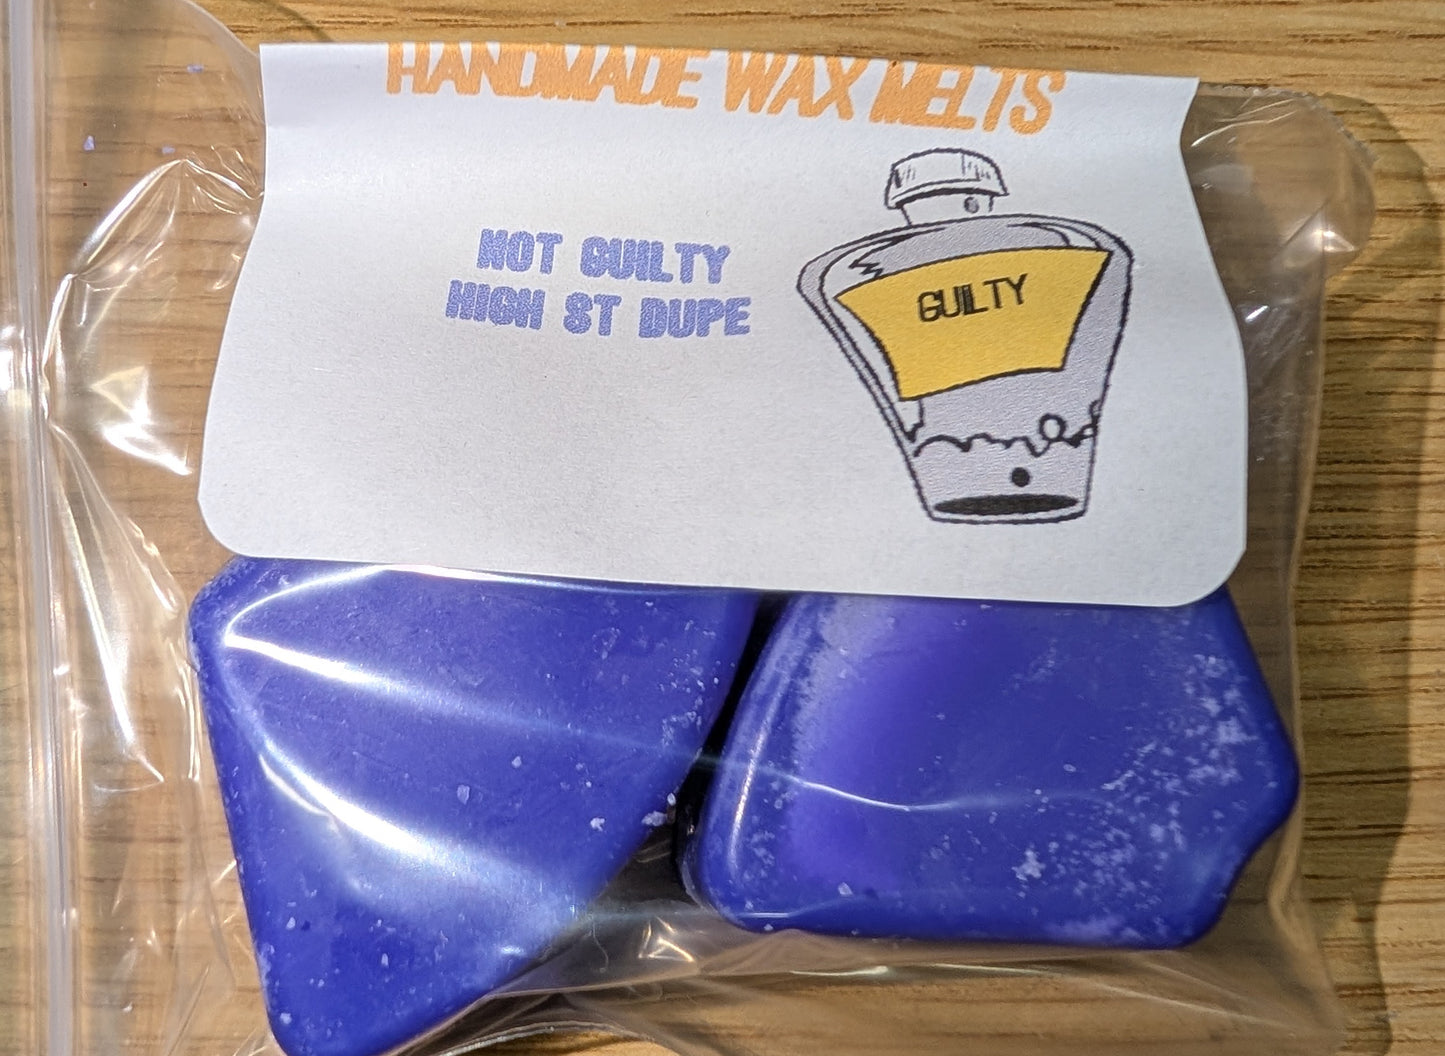 HANDMADE WAX MELTS
NOT GUILTY
HIGH ST DUPE
GUILTY